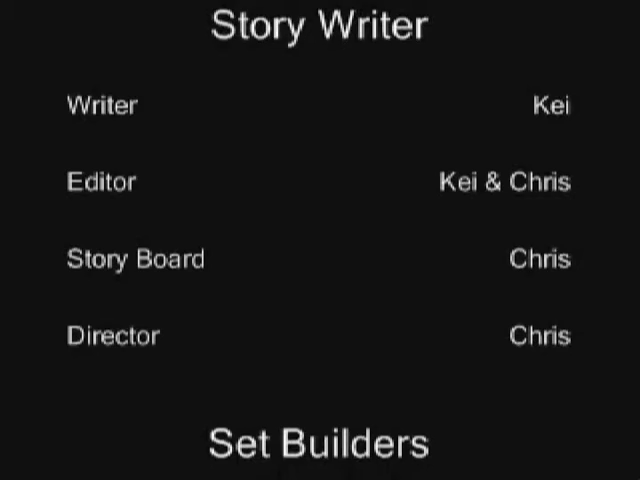 Story Writer
Writer Kei
Editor Kei & Chris
Story Board Chris
Director Chris
Set Builders